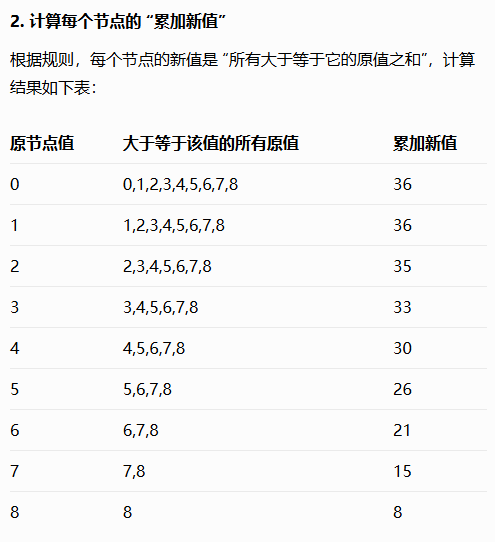 2. 计算每个节点的 “累加新值”
根据规则，每个节点的新值是 “所有大于等于它的原值之和”，计算
结果如下表：
原节点值 大于等于该值的所有原值 累加新值
0 0,1,2,3,4,5,6,7,8 36
1 1,2,3,4,5,6,7,8 36
2 2,3,4,5,6,7,8 35
3 3,4,5,6,7,8 33
4 4,5,6,7,8 30
5 5,6,7,8 26
6 6,7,8 21
7 7,8 15
8 8 8